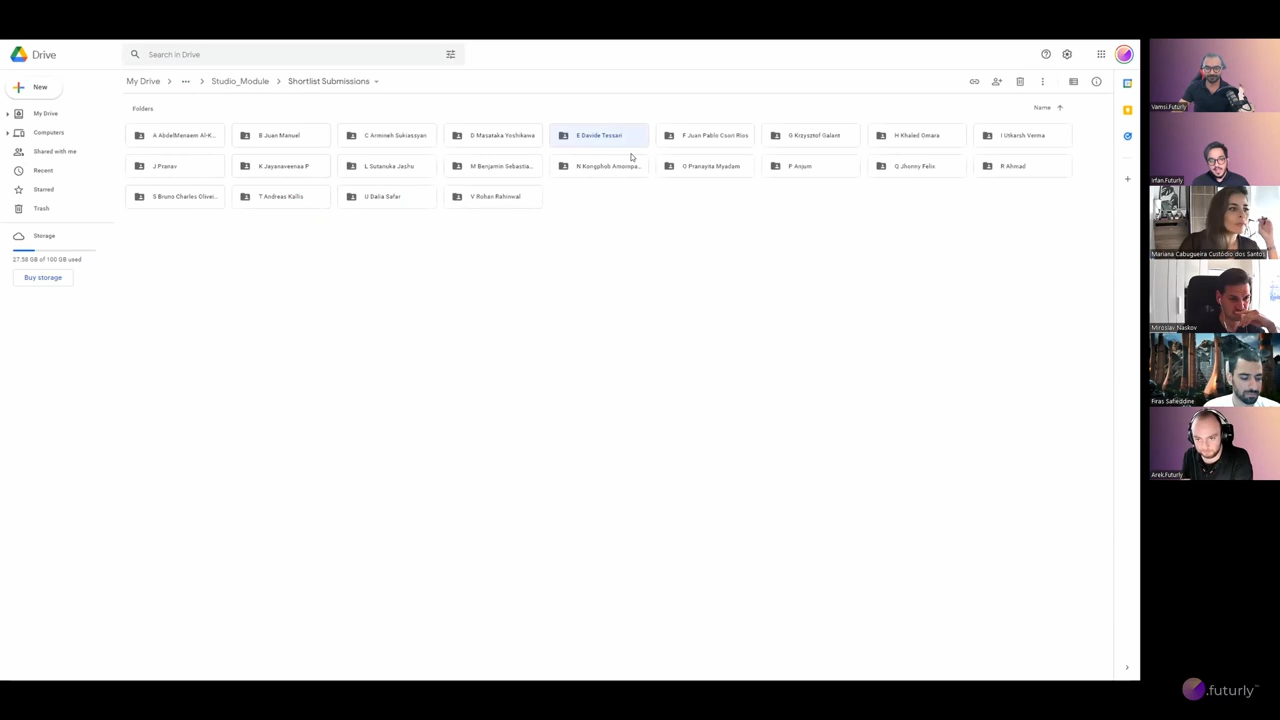 Drive
Search in Drive
New
My Drive
Computers
Shared with me
Recent
Starred
Trash
Storage
27.58 GB of 100 GB used
Buy storage
My Drive
Studio_Module
Shortlist Submissions
Folders
Name
A AbdelMenaem Al-K...
B Juan Manuel
C Armineh Sukiassyan
D Masataka Yoshikawa
E Davide Tessari
F Juan Pablo Csori Rios
G Krzysztof Galant
H Khaled Omara
I Utkarsh Verma
J Pranav
K Jayanaveenaa P
L Sutanuka Jashu
M Benjamin Sebastia...
N Kongphob Amornpa...
O Pranayita Myadam
P Anjum
Q Jhonny Felix
R Ahmad
S Bruno Charles Olivei...
T Andreas Kallis
U Dalia Safar
V Rohan Rahinwal
Vamsi.Futurly
Irfan.Futurly
Mariana Cabugueira Custódio dos Santos
Miroslav Naskov
Firas Safieddine
Arek.Futurly
.futurly™